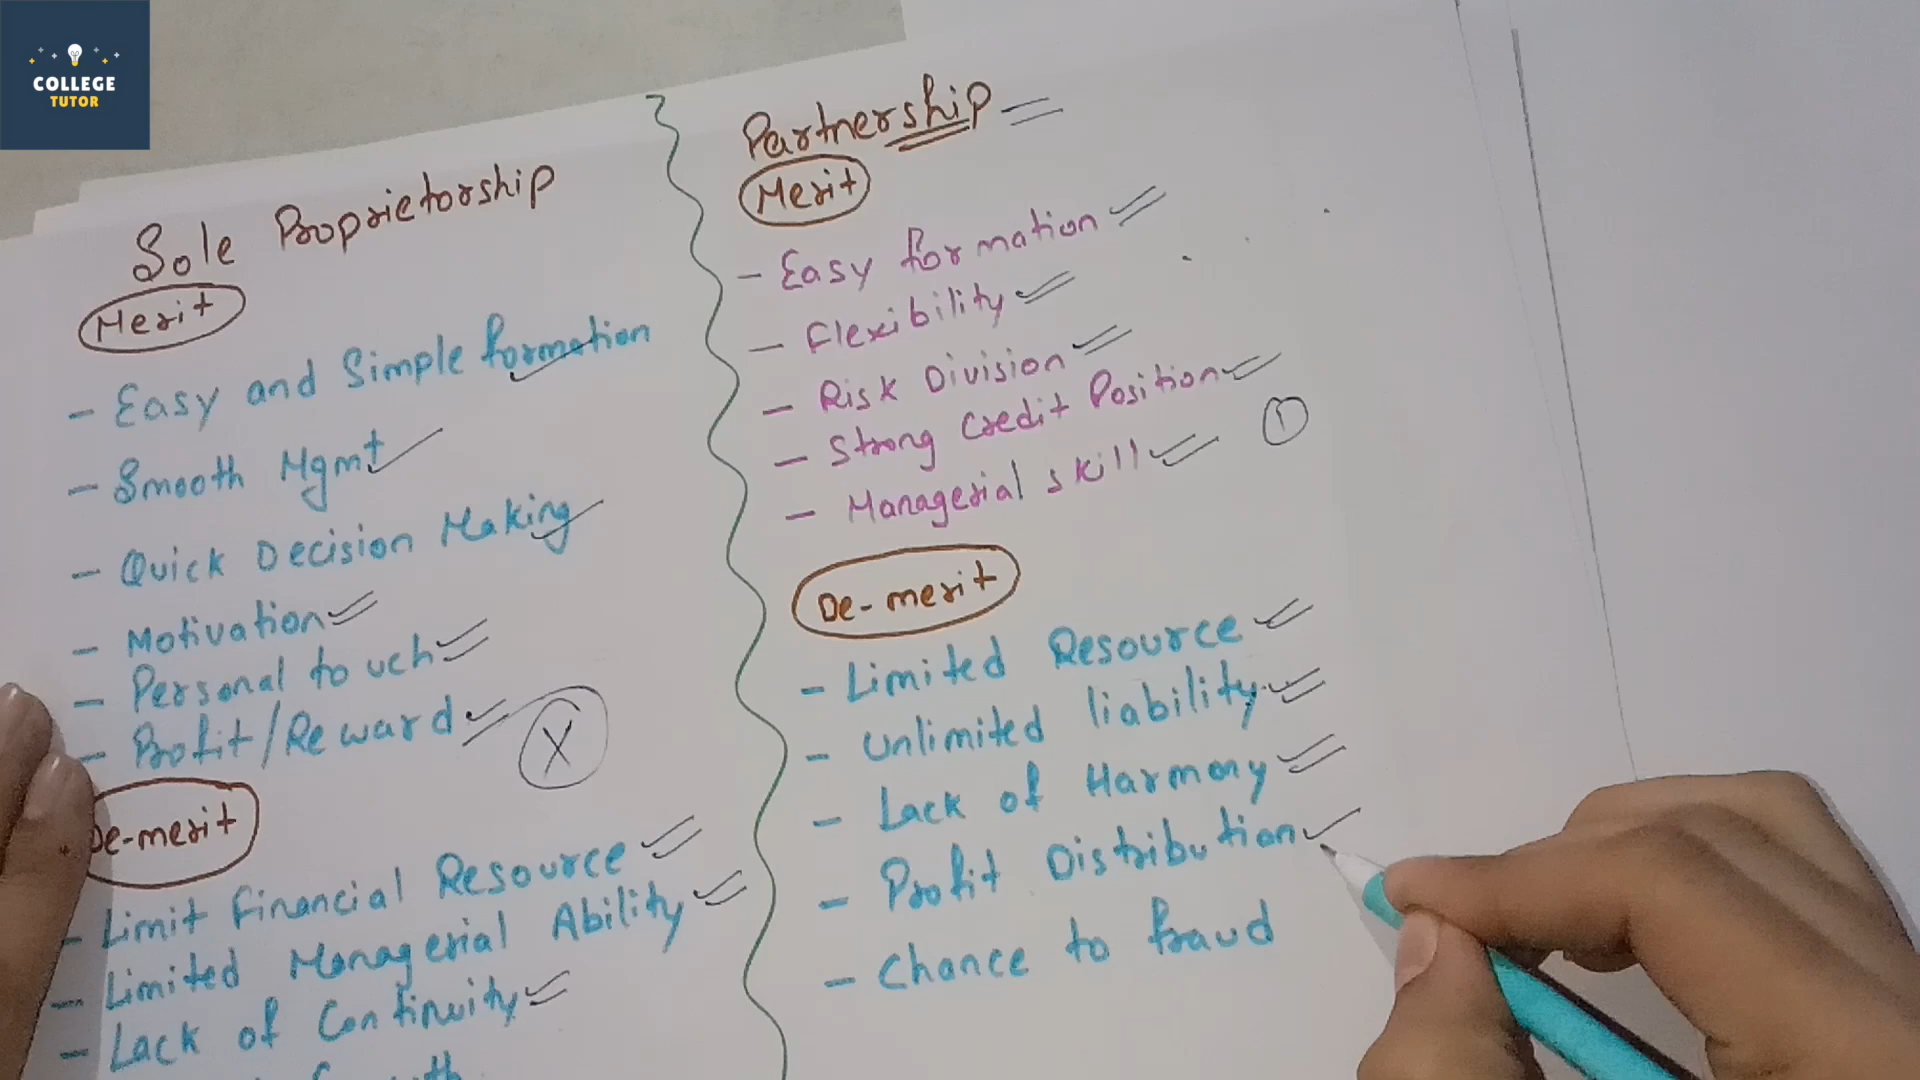 COLLEGE
TUTOR
Sole Proprietorship
Merit
- Easy and Simple formation
- Smooth Mgmt
- Quick Decision Making
- Motivation
- Personal touch
- Profit/Reward
X
De-merit
- Limit financial Resource
- Limited Managerial Ability
- Lack of Continuity
Partnership
Merit
- Easy formation
- Flexibility
- Risk Division
- Strong Credit Position
- Managerial skill
1
De-merit
- Limited Resource
- Unlimited liability
- Lack of Harmony
- Profit Distribution
- Chance to fraud